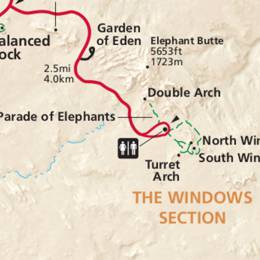 Garden
of Eden
alanced
ock
Elephant Butte
5653ft
1723m
2.5mi
4.0km
Double Arch
Parade of Elephants
North Win
South Win
Turret
Arch
THE WINDOWS
SECTION